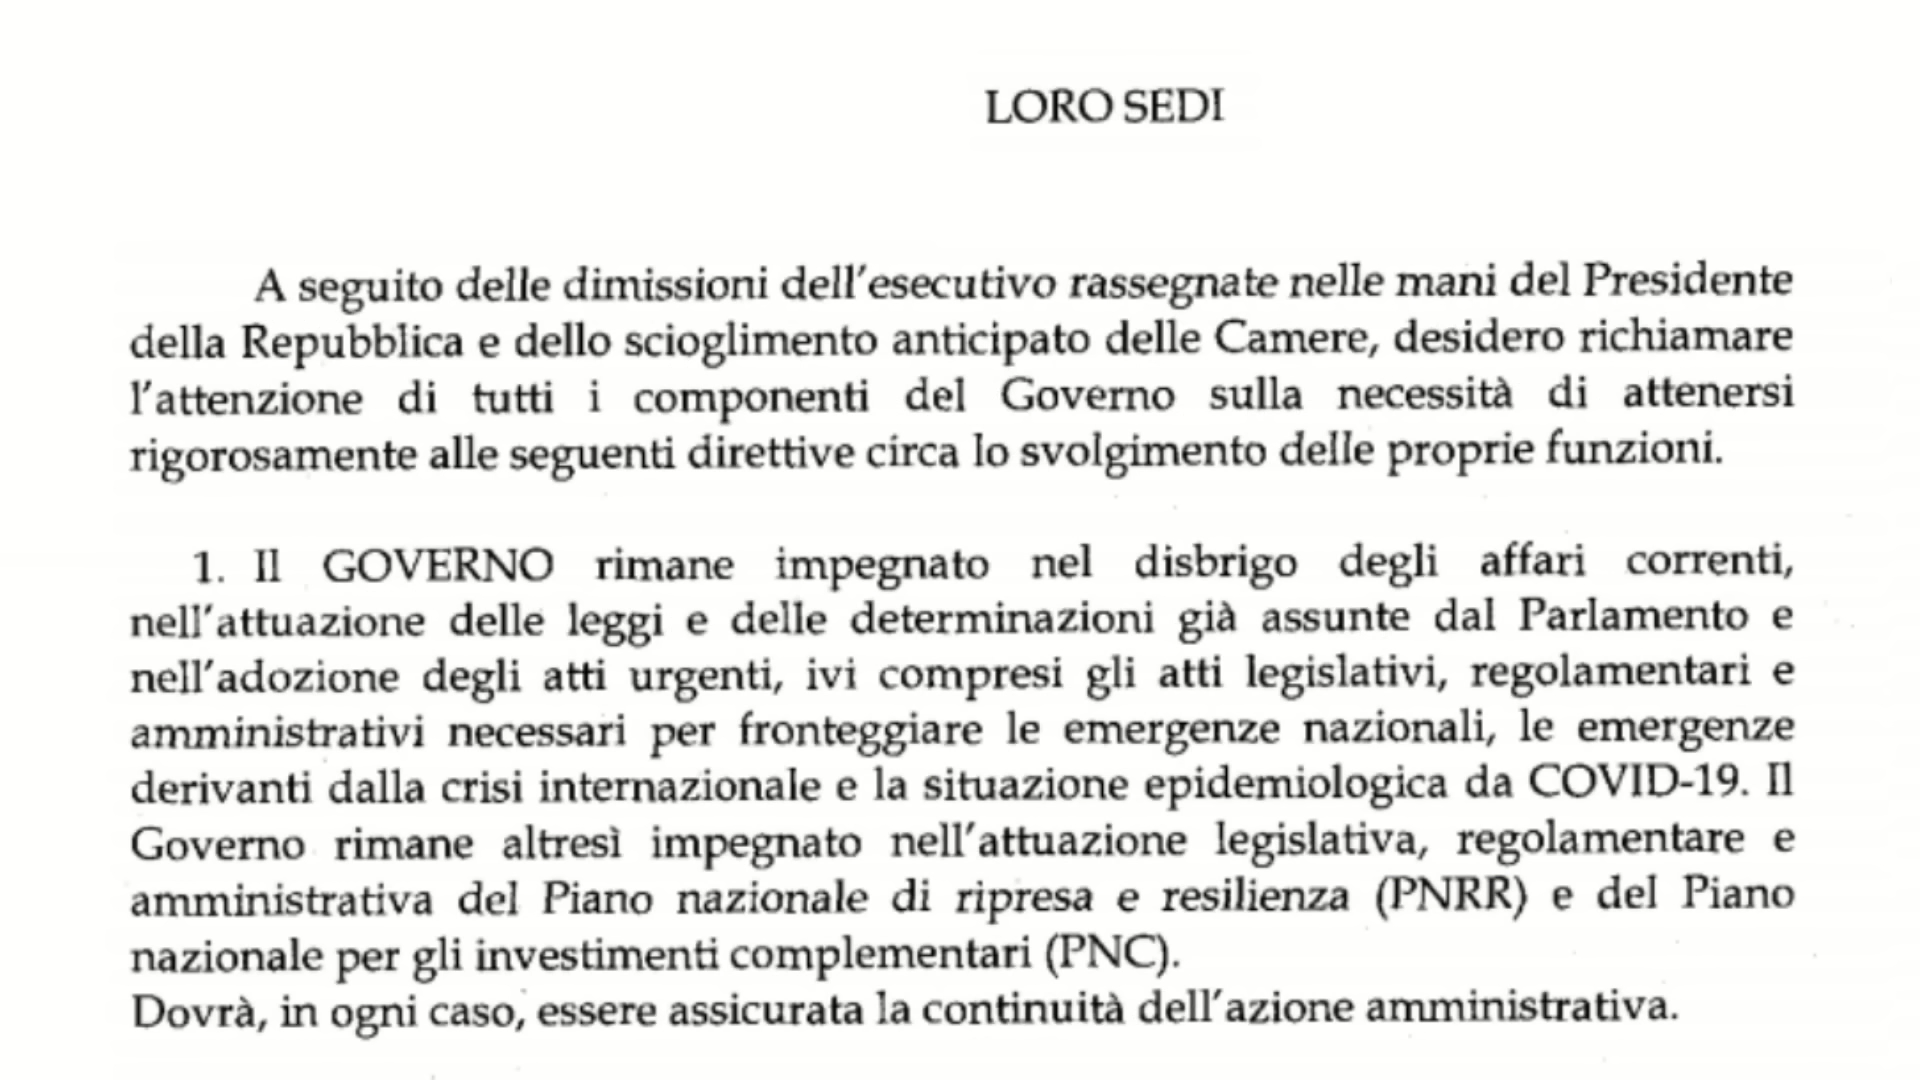 LORO SEDI
A seguito delle dimissioni dell'esecutivo rassegnate nelle mani del Presidente
della Repubblica e dello scioglimento anticipato delle Camere, desidero richiamare
l'attenzione di tutti i componenti del Governo sulla necessità di attenersi
rigorosamente alle seguenti direttive circa lo svolgimento delle proprie funzioni.
1. Il GOVERNO rimane impegnato nel disbrigo degli affari correnti,
nell'attuazione delle leggi e delle determinazioni già assunte dal Parlamento e
nell'adozione degli atti urgenti, ivi compresi gli atti legislativi, regolamentari e
amministrativi necessari per fronteggiare le emergenze nazionali, le emergenze
derivanti dalla crisi internazionale e la situazione epidemiologica da COVID-19. Il
Governo rimane altresì impegnato nell'attuazione legislativa, regolamentare e
amministrativa del Piano nazionale di ripresa e resilienza (PNRR) e del Piano
nazionale per gli investimenti complementari (PNC).
Dovrà, in ogni caso, essere assicurata la continuità dell'azione amministrativa.